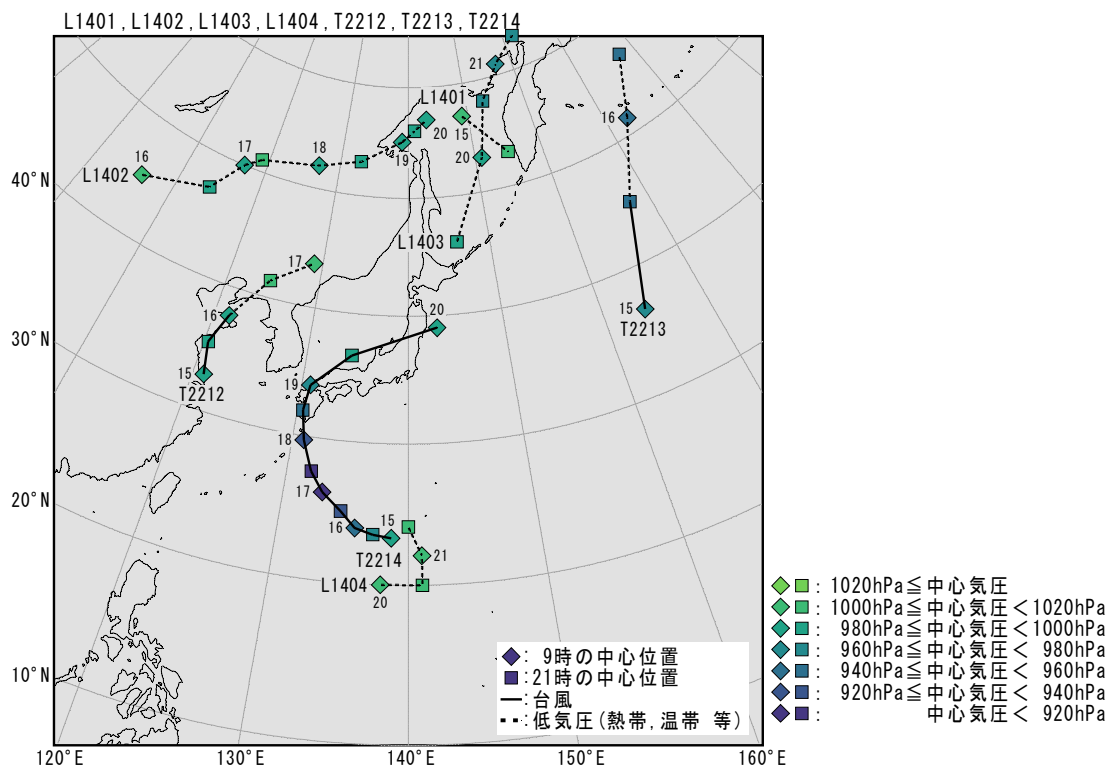 L1401,L1402,L1403,L1404,T2212,T2213,T2214
21
L1401
15
16
20
16
17
18
19
20
L1402
40°N
L1403
17
16
20
15
T2213
30°N
15
T2212
19
18
17
20°N
16
15
T2214
21
L1404
20
10°N
◇: 9時の中心位置
□:21時の中心位置
—:台風
--:低気圧(熱帯,温帯 等)
120°E
130°E
140°E
150°E
160°E
◇□: 1020hPa≦中心気圧
◇□: 1000hPa≦中心気圧<1020hPa
◇□: 980hPa≦中心気圧<1000hPa
◇□: 960hPa≦中心気圧< 980hPa
◇□: 940hPa≦中心気圧< 960hPa
◇□: 920hPa≦中心気圧< 940hPa
◇□: 中心気圧< 920hPa